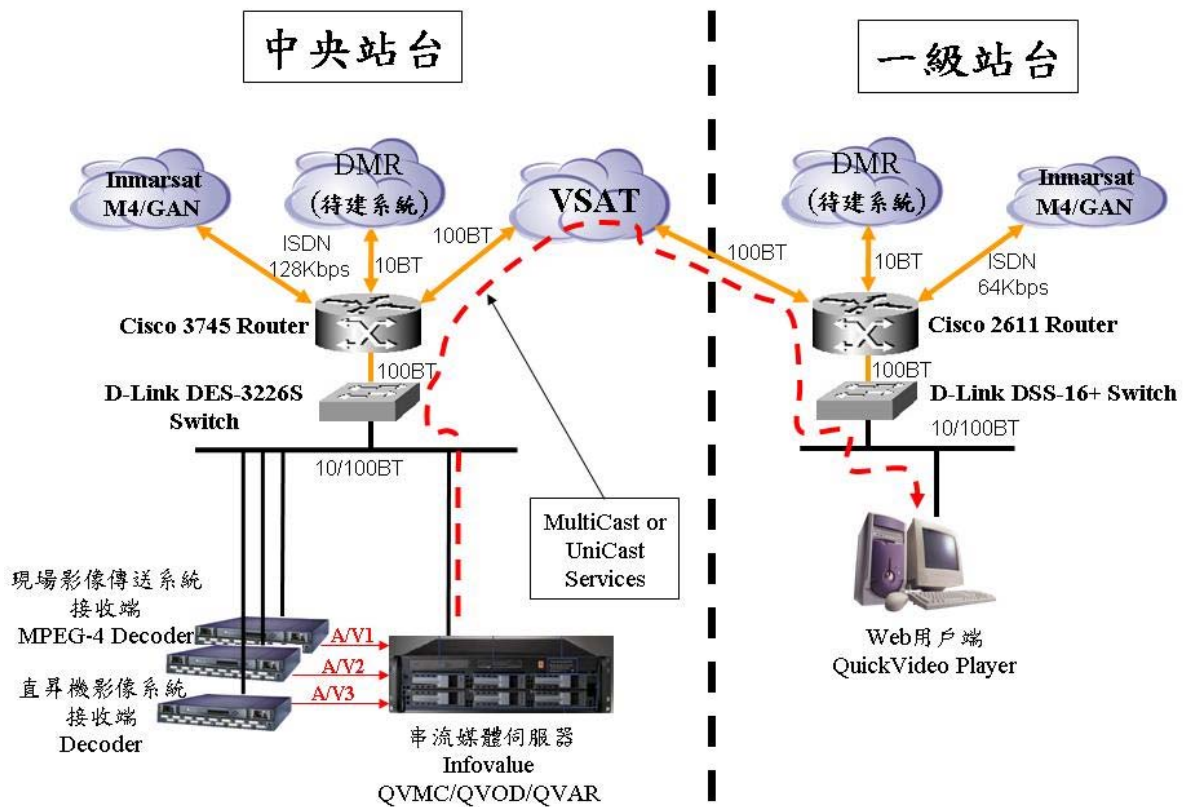 中央站台
一級站台
Inmarsat
M4/GAN
DMR
(待建系統)
VSAT
DMR
(待建系統)
Inmarsat
M4/GAN
ISDN
128Kbps
10BT
100BT
100BT
10BT
ISDN
64Kbps
Cisco 3745 Router
Cisco 2611 Router
100BT
100BT
D-Link DES-3226S
Switch
D-Link DSS-16+ Switch
10/100BT
10/100BT
MultiCast or
UniCast
Services
現場影像傳送系統
接收端
MPEG-4 Decoder
直昇機影像系統
接收端
Decoder
A/V1
A/V2
A/V3
串流媒體伺服器
Infovalue
QVMC/QVOD/QVAR
Web用戶端
QuickVideo Player